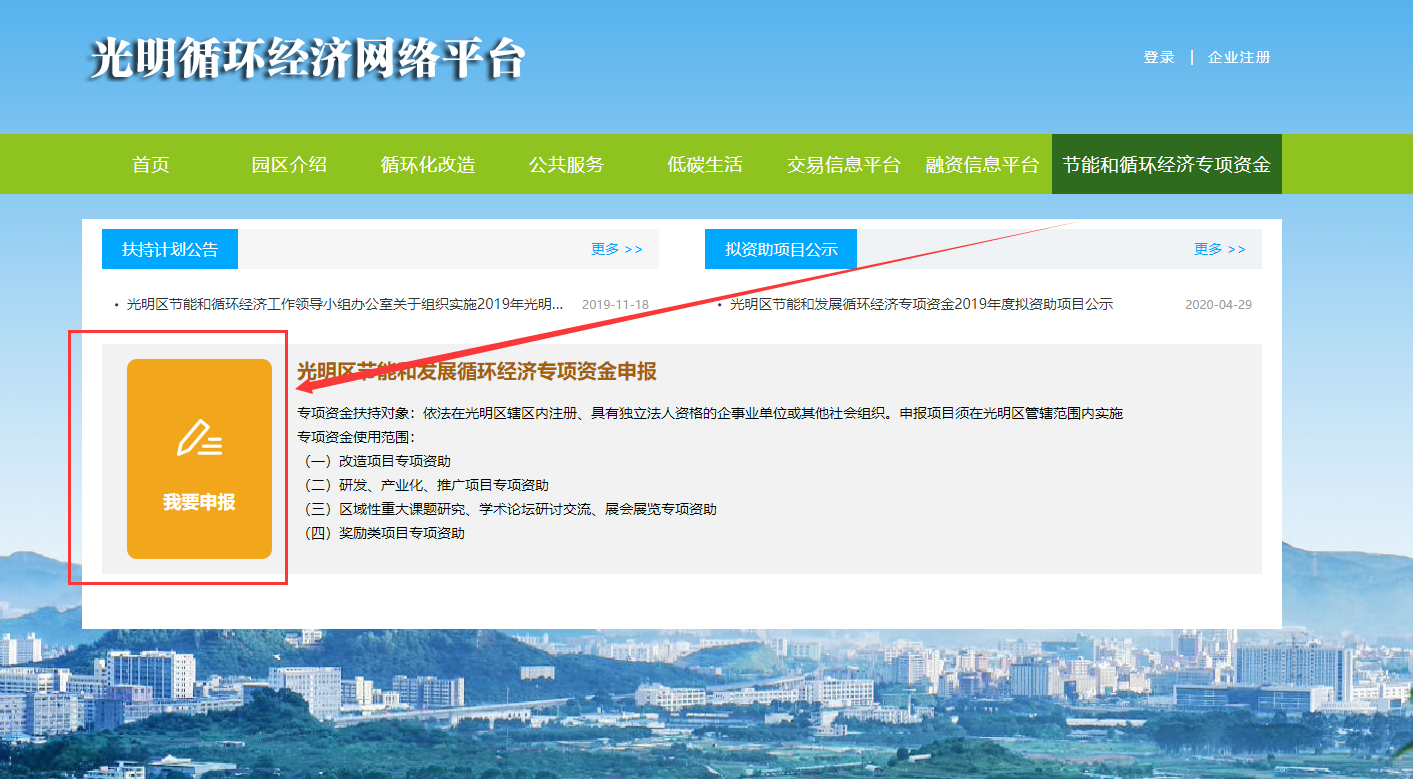 光明循环经济网络平台
登录 | 企业注册
首页 园区介绍 循环化改造 公共服务 低碳生活 交易信息平台 融资信息平台 节能和循环经济专项资金
扶持计划公告 更多 >>
拟资助项目公示 更多 >>
· 光明区节能和循环经济工作领导小组办公室关于组织实施2019年光明... 2019-11-18
· 光明区节能和发展循环经济专项资金2019年度拟资助项目公示 2020-04-29
我要申报
光明区节能和发展循环经济专项资金申报
专项资金扶持对象：依法在光明区辖区内注册、具有独立法人资格的企事业单位或其他社会组织。申报项目须在光明区管辖范围内实施
专项资金使用范围：
（一）改造项目专项资助
（二）研发、产业化、推广项目专项资助
（三）区域性重大课题研究、学术论坛研讨交流、展会展览专项资助
（四）奖励类项目专项资助